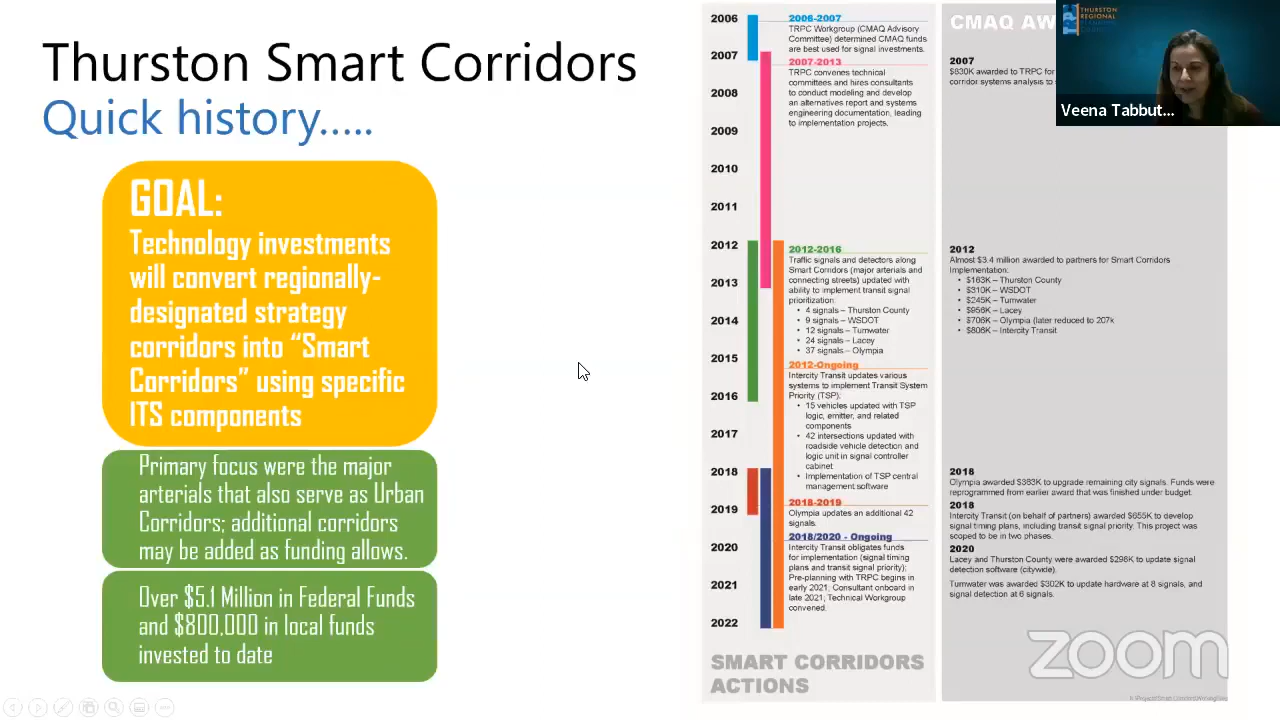 Thurston Smart Corridors
Quick history…..
GOAL:
Technology investments
will convert regionally-
designated strategy
corridors into “Smart
Corridors” using specific
ITS components
Primary focus were the major
arterials that also serve as Urban
Corridors; additional corridors
may be added as funding allows.
Over $5.1 Million in Federal Funds
and $800,000 in local funds
invested to date
2006
2007
2008
2009
2010
2011
2012
2013
2014
2015
2016
2017
2018
2019
2020
2021
2022
2006-2007
TRPC Workgroup (CMAQ Advisory
Committee) determined CMAQ funds
are best used for signal investments.
2007-2013
TRPC convenes technical
committees and hires consultants
to conduct modeling and develop
an alternatives report and systems
engineering documentation, leading
to implementation projects.
2012-2016
Traffic signals and detectors along
Smart Corridors (major arterials and
connecting streets) updated with
ability to implement transit signal
prioritization:
• 4 signals – Thurston County
• 9 signals – WSDOT
• 12 signals – Tumwater
• 24 signals – Lacey
• 37 signals – Olympia
2012-Ongoing
Intercity Transit updates various
systems to implement Transit System
Priority (TSP):
• 15 vehicles updated with TSP
logic, emitter, and related
components
• 42 intersections updated with
roadside vehicle detection and
logic unit in signal controller
cabinet
• Implementation of TSP central
management software
2018-2019
Olympia updates an additional 42
signals.
2018/2020 - Ongoing
Intercity Transit obligates funds
for implementation (signal timing
plans and transit signal priority);
Pre-planning with TRPC begins in
early 2021; Consultant onboard in
late 2021; Technical Workgroup
convened.
SMART CORRIDORS
ACTIONS
CMAQ AW
2007
$830K awarded to TRPC for
corridor systems analysis to
2012
Almost $3.4 million awarded to partners for Smart Corridors
Implementation:
• $163K – Thurston County
• $310K – WSDOT
• $245K – Tumwater
• $956K – Lacey
• $706K – Olympia (later reduced to 207k
• $806K – Intercity Transit
2018
Olympia awarded $363K to upgrade remaining city signals. Funds were
reprogrammed from earlier award that was finished under budget.
2018
Intercity Transit (on behalf of partners) awarded $655K to develop
signal timing plans, including transit signal priority. This project was
scoped to be in two phases.
2020
Lacey and Thurston County were awarded $296K to update signal
detection software (citywide).
Tumwater was awarded $302K to update hardware at 8 signals, and
signal detection at 6 signals.
THURSTON
REGIONAL
Veena Tabbut...
zoom